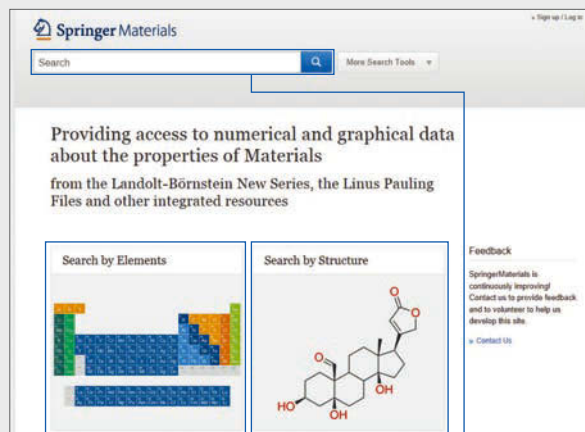 » Sign up / Log in
Springer Materials
Search
More Search Tools
Providing access to numerical and graphical data
about the properties of Materials
from the Landolt-Börnstein New Series, the Linus Pauling
Files and other integrated resources
Search by Elements
Search by Structure
O
O
O
HO
OH
OH
Feedback
SpringerMaterials is
continuously improving!
Contact us to provide feedback
and to volunteer to help us
develop this site.
» Contact Us